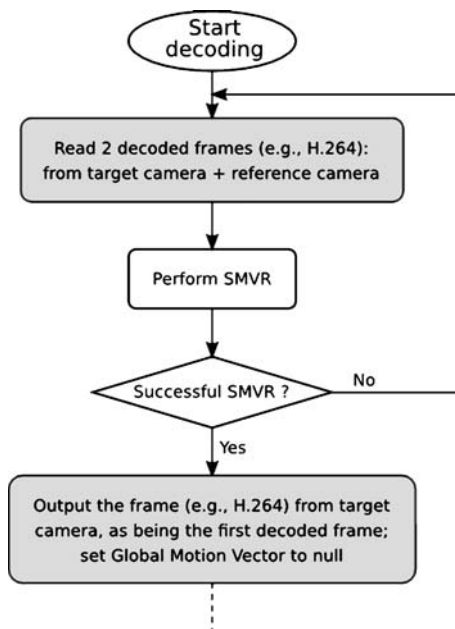 Start
decoding
Read 2 decoded frames (e.g., H.264):
from target camera + reference camera
Perform SMVR
Successful SMVR ?
No
Yes
Output the frame (e.g., H.264) from target
camera, as being the first decoded frame;
set Global Motion Vector to null